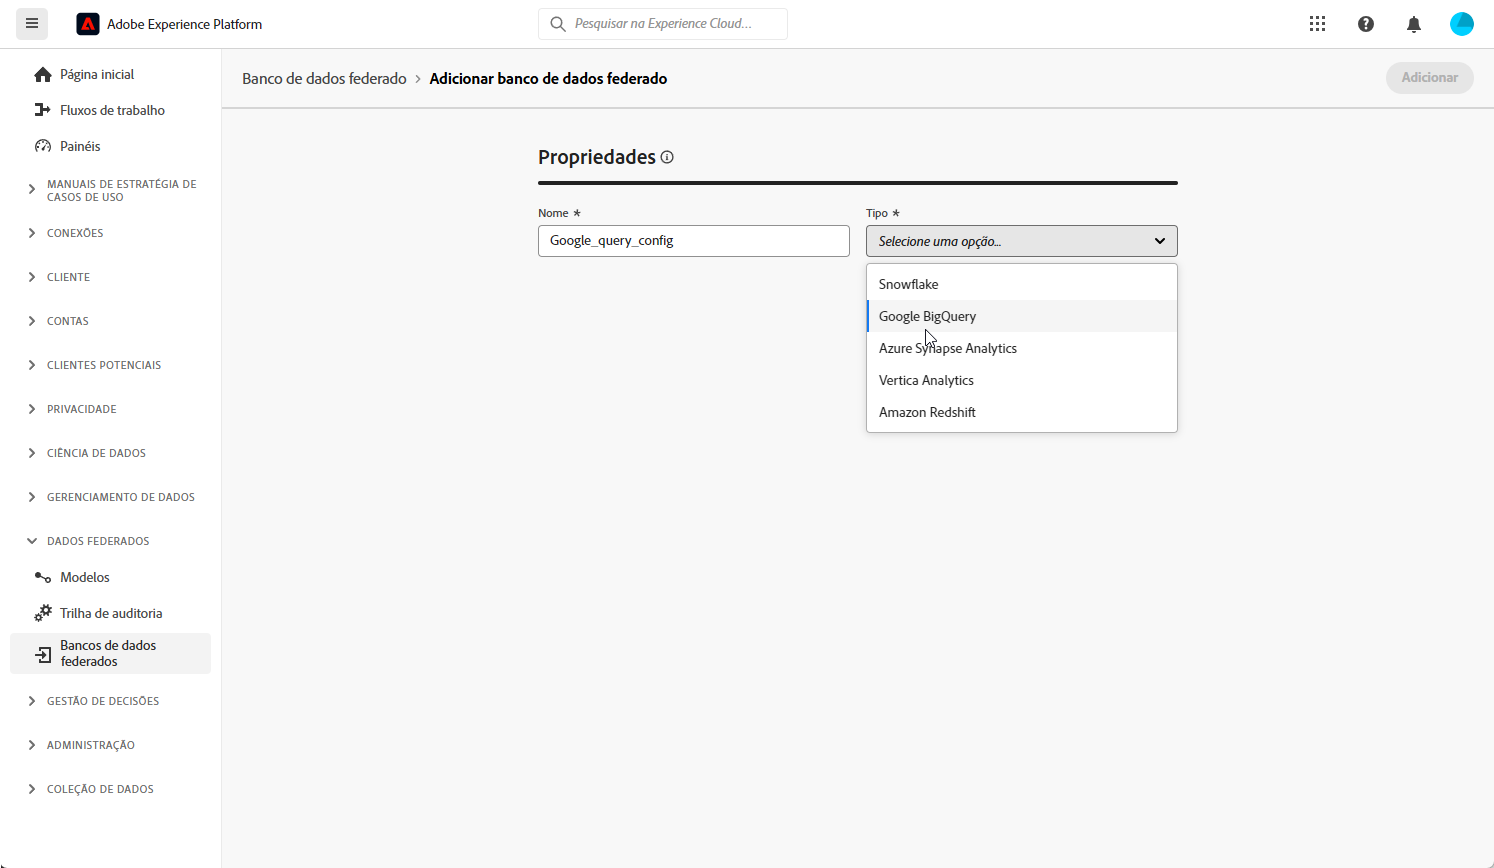 Adobe Experience Platform
Pesquisar na Experience Cloud...
Página inicial
Fluxos de trabalho
Painéis
MANUAIS DE ESTRATÉGIA DE
CASOS DE USO
CONEXÕES
CLIENTE
CONTAS
CLIENTES POTENCIAIS
PRIVACIDADE
CIÊNCIA DE DADOS
GERENCIAMENTO DE DADOS
DADOS FEDERADOS
Modelos
Trilha de auditoria
Bancos de dados
federados
GESTÃO DE DECISÕES
ADMINISTRAÇÃO
COLEÇÃO DE DADOS
Banco de dados federado > Adicionar banco de dados federado
Adicionar
Propriedades
Nome *
Google_query_config
Tipo *
Selecione uma opção...
Snowflake
Google BigQuery
Azure Synapse Analytics
Vertica Analytics
Amazon Redshift